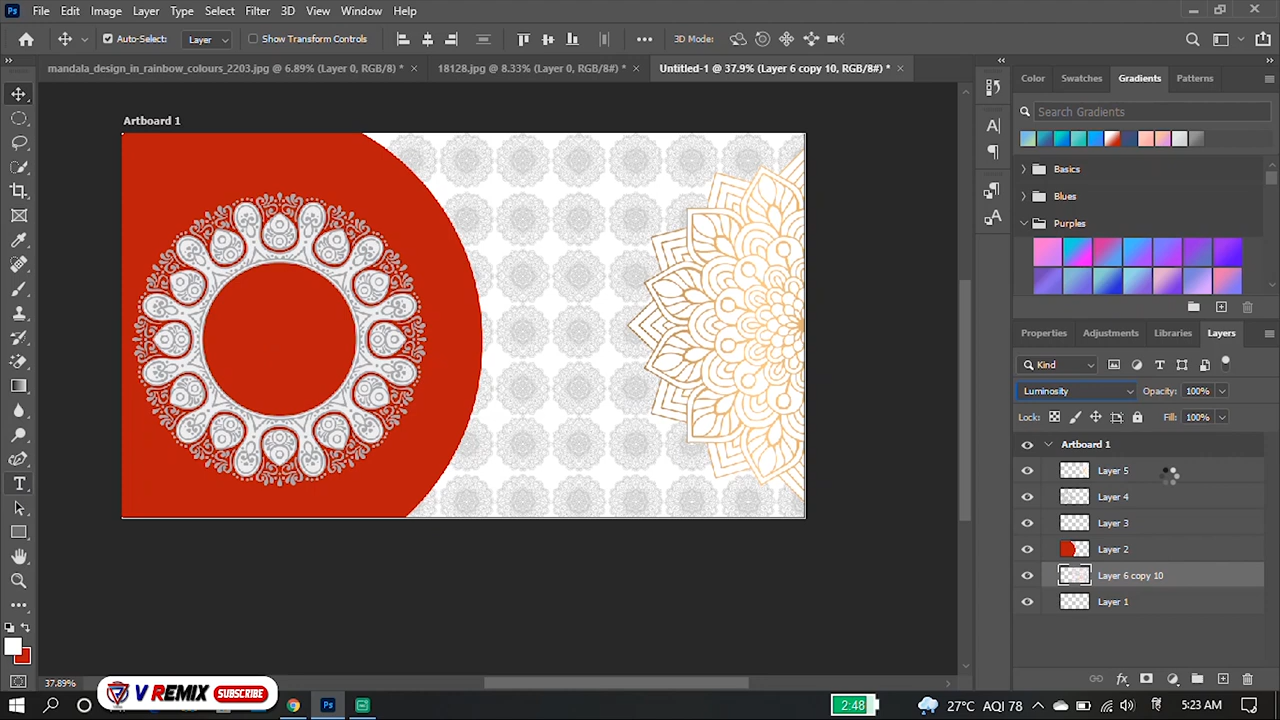 Ps File Edit Image Layer Type Select Filter 3D View Window Help
Auto-Select: Layer Show Transform Controls 3D Mode:
mandala_design_in_rainbow_colours_2203.jpg @ 6.89% (Layer 0, RGB/8) * 18128.jpg @ 8.33% (Layer 0, RGB/8#) * Untitled-1 @ 37.9% (Layer 6 copy 10, RGB/8#) *
Color Swatches Gradients Patterns
Search Gradients
Artboard 1
Basics
Blues
Purples
Properties Adjustments Libraries Layers
Kind
Luminosity Opacity: 100%
Lock: Fill: 100%
Artboard 1
Layer 5
Layer 4
Layer 3
Layer 2
Layer 6 copy 10
Layer 1
37.89%
V REMIX SUBSCRIBE
Ps
2:48 27°C AQI 78 5:23 AM